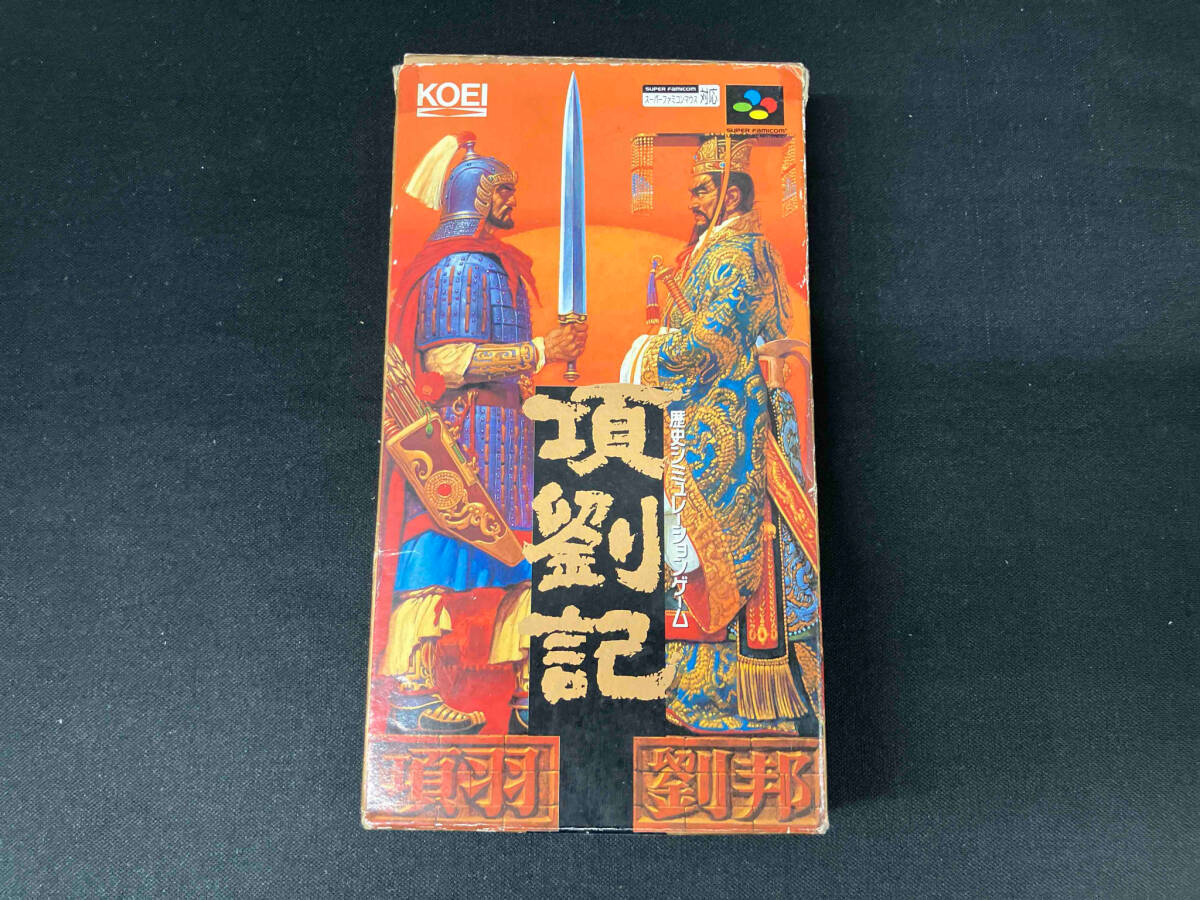 KOEI
SUPER FAMICOM
スーパーファミコンマウス
対応
SUPER FAMICOM
項劉記
歴史シミュレーションゲーム
項羽
劉邦